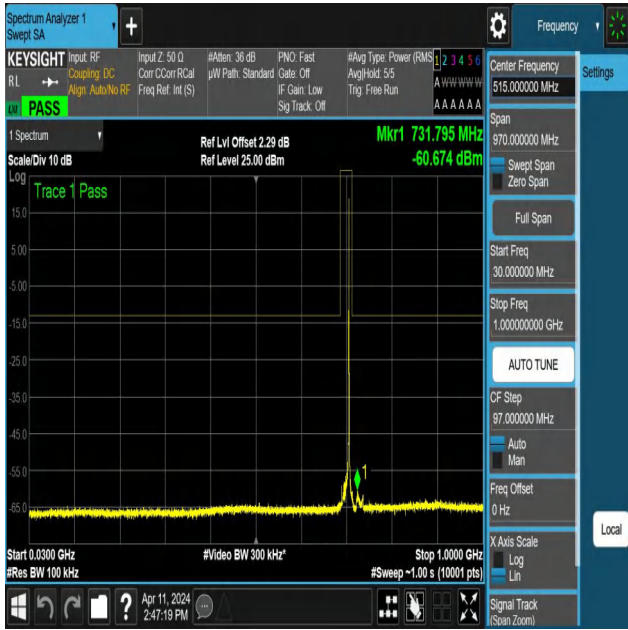 Spectrum Analyzer 1
Swept SA
Frequency
KEYSIGHT
RL
PASS
Input: RF
Coupling: DC
Align: Auto/No RF
Input Z: 50 Ω
Corr CCorr RCal
Freq Ref: Int (S)
#Atten: 36 dB
µW Path: Standard
PNO: Fast
Gate: Off
IF Gain: Low
Sig Track: Off
#Avg Type: Power (RMS
Avg|Hold: 5/5
Trig: Free Run
1 2 3 4 5 6
A W W W W W
A A A A A A
1 Spectrum
Scale/Div 10 dB
Ref Lvl Offset 2.29 dB
Ref Level 25.00 dBm
Mkr1 731.795 MHz
-60.674 dBm
Log
Trace 1 Pass
15.0
5.00
-5.00
-15.0
-25.0
-35.0
-45.0
-55.0
-65.0
1
Start 0.0300 GHz
#Video BW 300 kHz*
Stop 1.0000 GHz
#Res BW 100 kHz
#Sweep ~1.00 s (10001 pts)
Apr 11, 2024
2:47:19 PM
Center Frequency
515.000000 MHz
Settings
Span
970.000000 MHz
Swept Span
Zero Span
Full Span
Start Freq
30.000000 MHz
Stop Freq
1.000000000 GHz
AUTO TUNE
CF Step
97.000000 MHz
Auto
Man
Freq Offset
0 Hz
X Axis Scale
Log
Lin
Local
Signal Track
(Span Zoom)